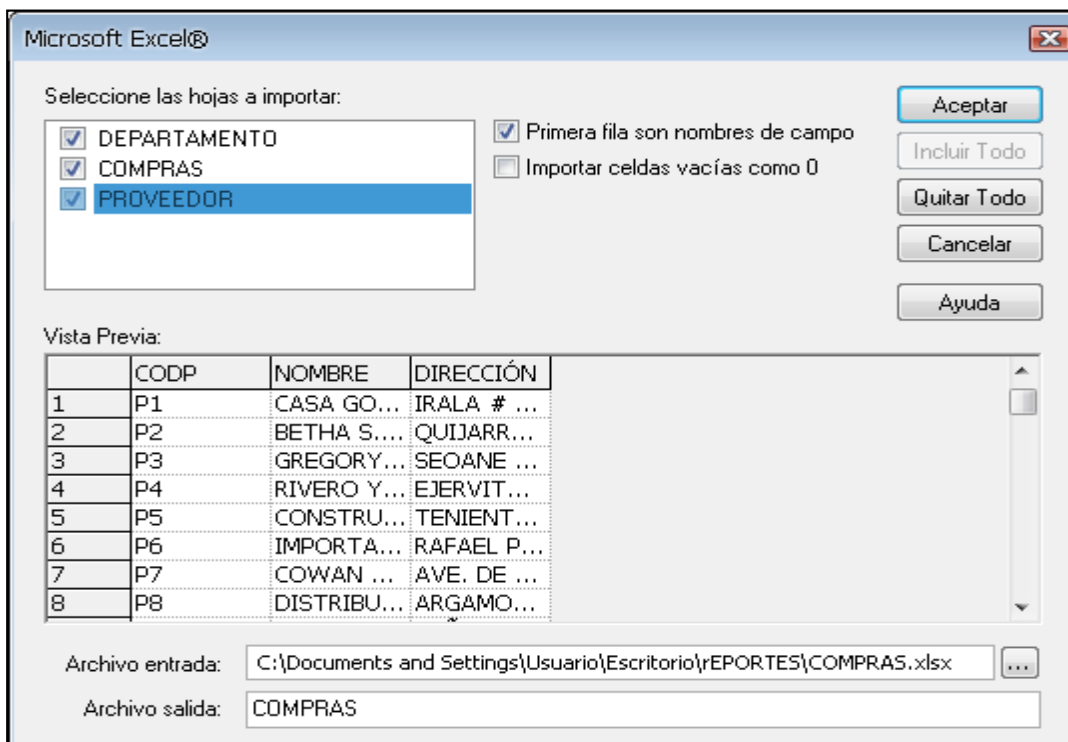 Microsoft Excel®
Seleccione las hojas a importar:
DEPARTAMENTO
COMPRAS
PROVEEDOR
Primera fila son nombres de campo
Importar celdas vacías como 0
Aceptar
Incluir Todo
Quitar Todo
Cancelar
Ayuda
Vista Previa:
CODP NOMBRE DIRECCIÓN
1 P1 CASA GO... IRALA # ...
2 P2 BETHA S.... QUIJARR...
3 P3 GREGORY... SEOANE ...
4 P4 RIVERO Y... EJERVIT...
5 P5 CONSTRU... TENIENT...
6 P6 IMPORTA... RAFAEL P...
7 P7 COWAN ... AVE. DE ...
8 P8 DISTRIBU... ARGAMO...
Archivo entrada: C:\Documents and Settings\Usuario\Escritorio\rEPORTES\COMPRAS.xlsx ...
Archivo salida: COMPRAS